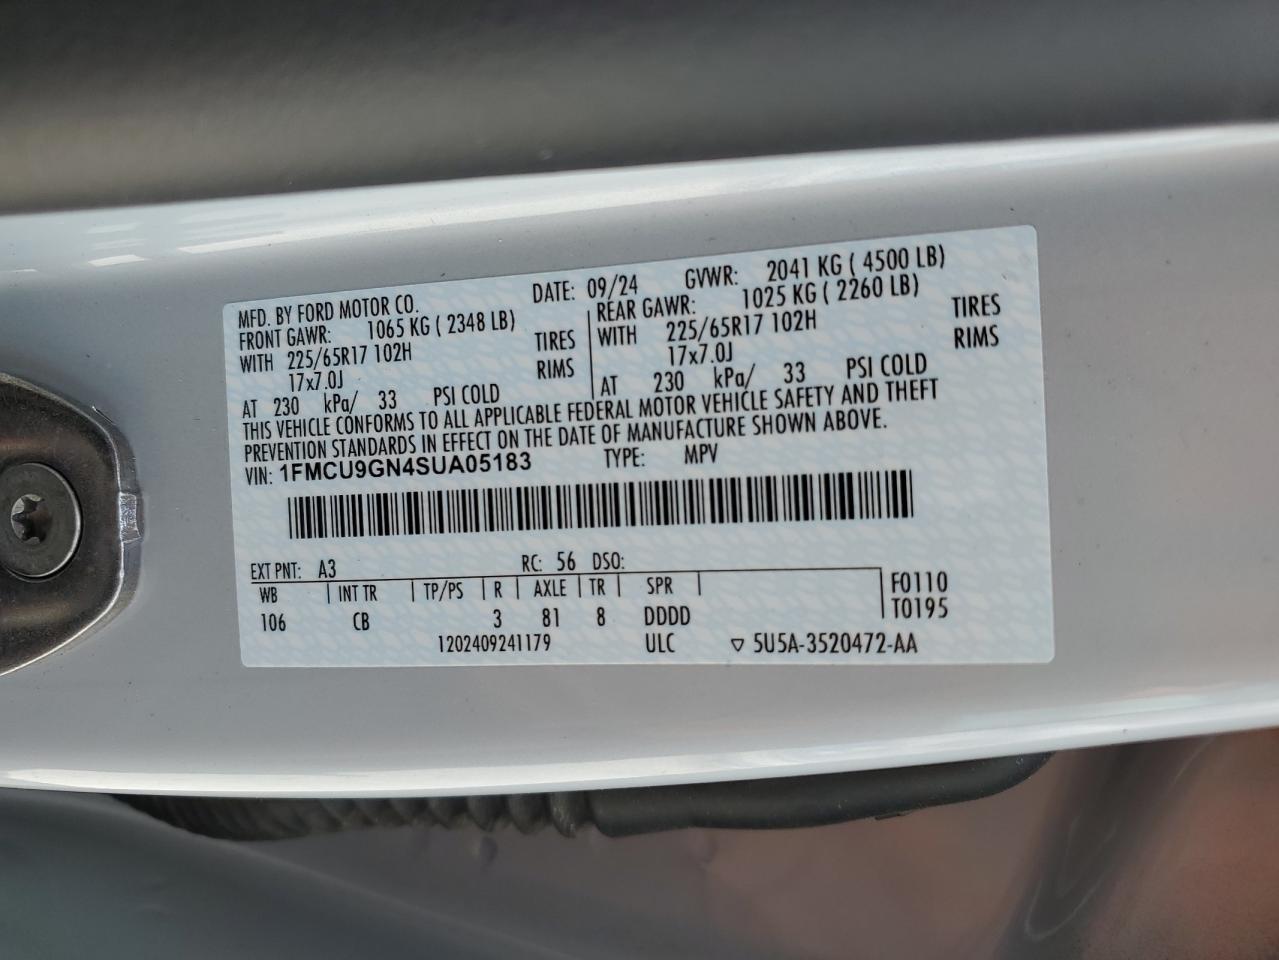 MFD. BY FORD MOTOR CO. DATE: 09/24 GVWR: 2041 KG ( 4500 LB)
FRONT GAWR: 1065 KG ( 2348 LB) REAR GAWR: 1025 KG ( 2260 LB)
WITH 225/65R17 102H TIRES WITH 225/65R17 102H TIRES
17x7.0J RIMS 17x7.0J RIMS
AT 230 kPa/ 33 PSI COLD AT 230 kPa/ 33 PSI COLD
THIS VEHICLE CONFORMS TO ALL APPLICABLE FEDERAL MOTOR VEHICLE SAFETY AND THEFT
PREVENTION STANDARDS IN EFFECT ON THE DATE OF MANUFACTURE SHOWN ABOVE.
VIN: 1FMCU9GN4SUA05183 TYPE: MPV
EXT PNT: A3 RC: 56 DSO:
WB INT TR TP/PS R AXLE TR SPR F0110
106 CB 3 81 8 DDDD T0195
1202409241179 ULC ▽ 5U5A-3520472-AA